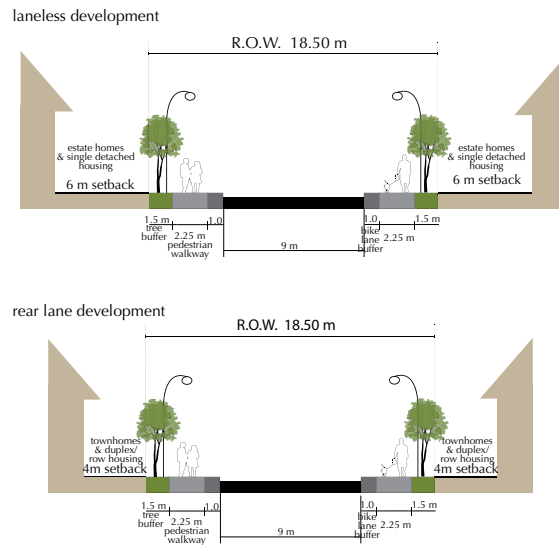 laneless development
R.O.W. 18.50 m
estate homes
& single detached
housing
6 m setback
estate homes
& single detached
housing
6 m setback
1.5 m
tree
buffer
2.25 m
pedestrian
walkway
1.0
9 m
1.0
bike
lane
buffer
2.25 m
1.5 m
rear lane development
R.O.W. 18.50 m
townhomes
& duplex/
row housing
4m setback
townhomes
& duplex/
row housing
4m setback
1.5 m
tree
buffer
2.25 m
pedestrian
walkway
1.0
9 m
1.0
bike
lane
buffer
2.25 m
1.5 m